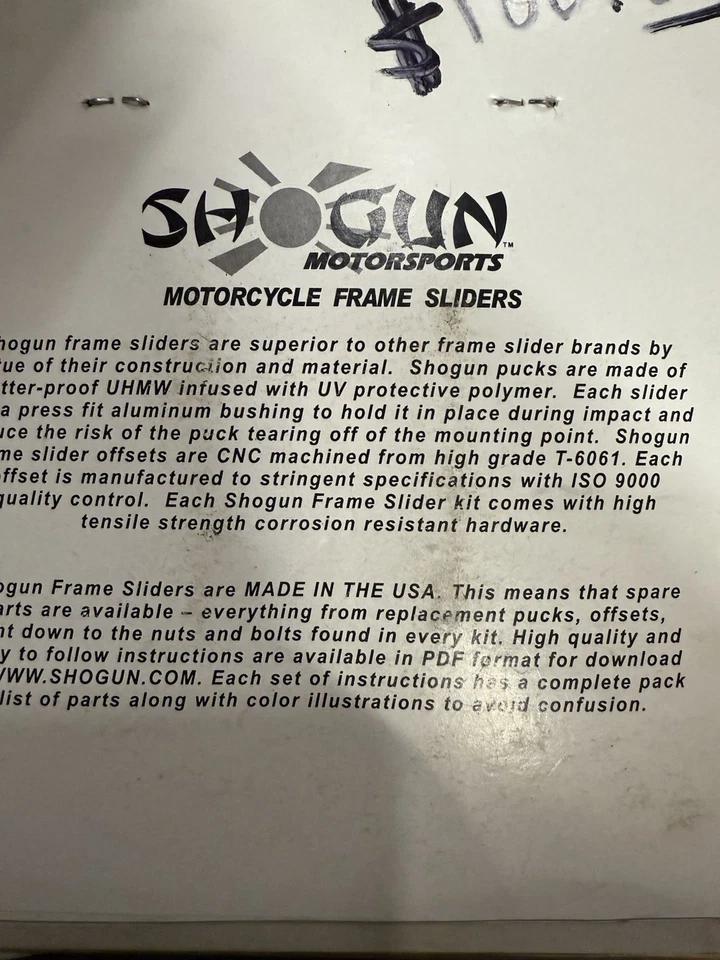 $100.
SHOGUN™
MOTORSPORTS
MOTORCYCLE FRAME SLIDERS
hogun frame sliders are superior to other frame slider brands by
ue of their construction and material. Shogun pucks are made of
tter-proof UHMW infused with UV protective polymer. Each slider
a press fit aluminum bushing to hold it in place during impact and
uce the risk of the puck tearing off of the mounting point. Shogun
me slider offsets are CNC machined from high grade T-6061. Each
offset is manufactured to stringent specifications with ISO 9000
quality control. Each Shogun Frame Slider kit comes with high
tensile strength corrosion resistant hardware.
ogun Frame Sliders are MADE IN THE USA. This means that spare
arts are available – everything from replacement pucks, offsets,
nt down to the nuts and bolts found in every kit. High quality and
y to follow instructions are available in PDF format for download
WWW.SHOGUN.COM. Each set of instructions has a complete pack
list of parts along with color illustrations to avoid confusion.